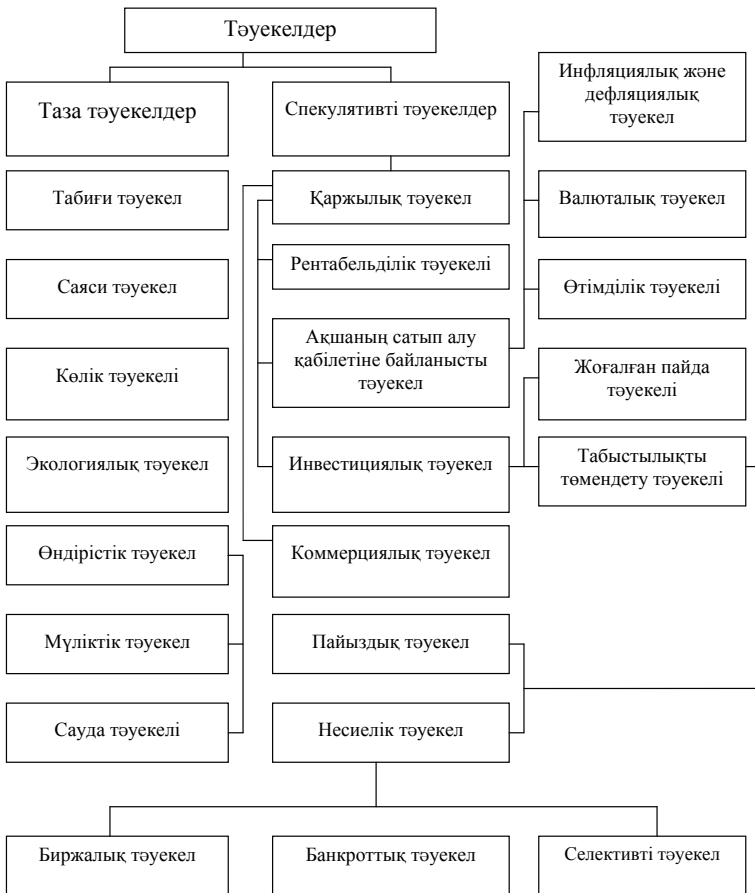 Тәуекелдер
Таза тәуекелдер
Спекулятивті тәуекелдер
Инфляциялық және
дефляциялық
тәуекел
Табиғи тәуекел
Қаржылық тәуекел
Валюталық тәуекел
Рентабельділік тәуекелі
Саяси тәуекел
Өтімділік тәуекелі
Ақшаның сатып алу
қабілетіне байланысты
тәуекел
Көлік тәуекелі
Жоғалған пайда
тәуекелі
Экологиялық тәуекел
Инвестициялық тәуекел
Табыстылықты
төмендету тәуекелі
Өндірістік тәуекел
Коммерциялық тәуекел
Мүліктік тәуекел
Пайыздық тәуекел
Сауда тәуекелі
Несиелік тәуекел
Биржалық тәуекел
Банкроттық тәуекел
Селективті тәуекел